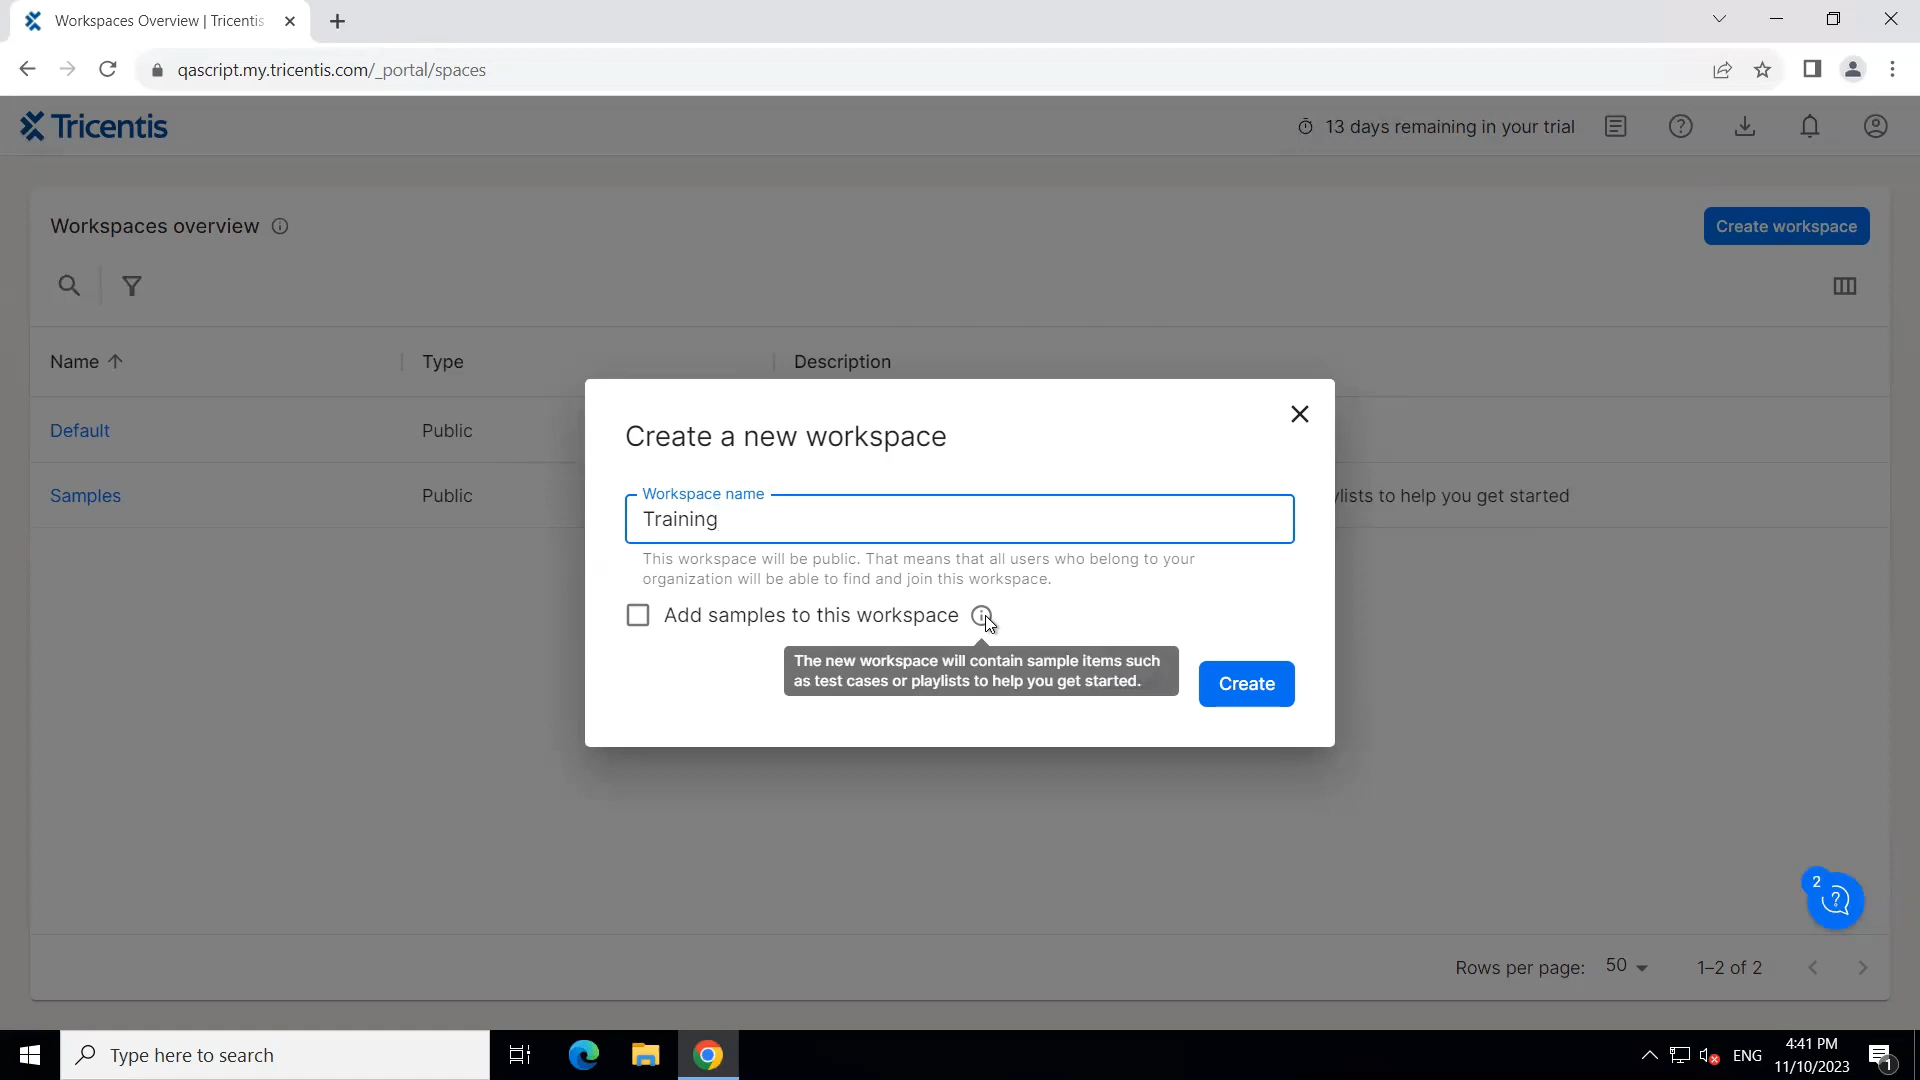 Workspaces Overview | Tricentis
qascript.my.tricentis.com/_portal/spaces
Tricentis
13 days remaining in your trial
Workspaces overview
Create workspace
Name
Type
Description
Default
Public
Samples
Public
lists to help you get started
Create a new workspace
Workspace name
Training
This workspace will be public. That means that all users who belong to your
organization will be able to find and join this workspace.
Add samples to this workspace
The new workspace will contain sample items such
as test cases or playlists to help you get started.
Create
2
Rows per page: 50
1–2 of 2
Type here to search
ENG
4:41 PM
11/10/2023
1